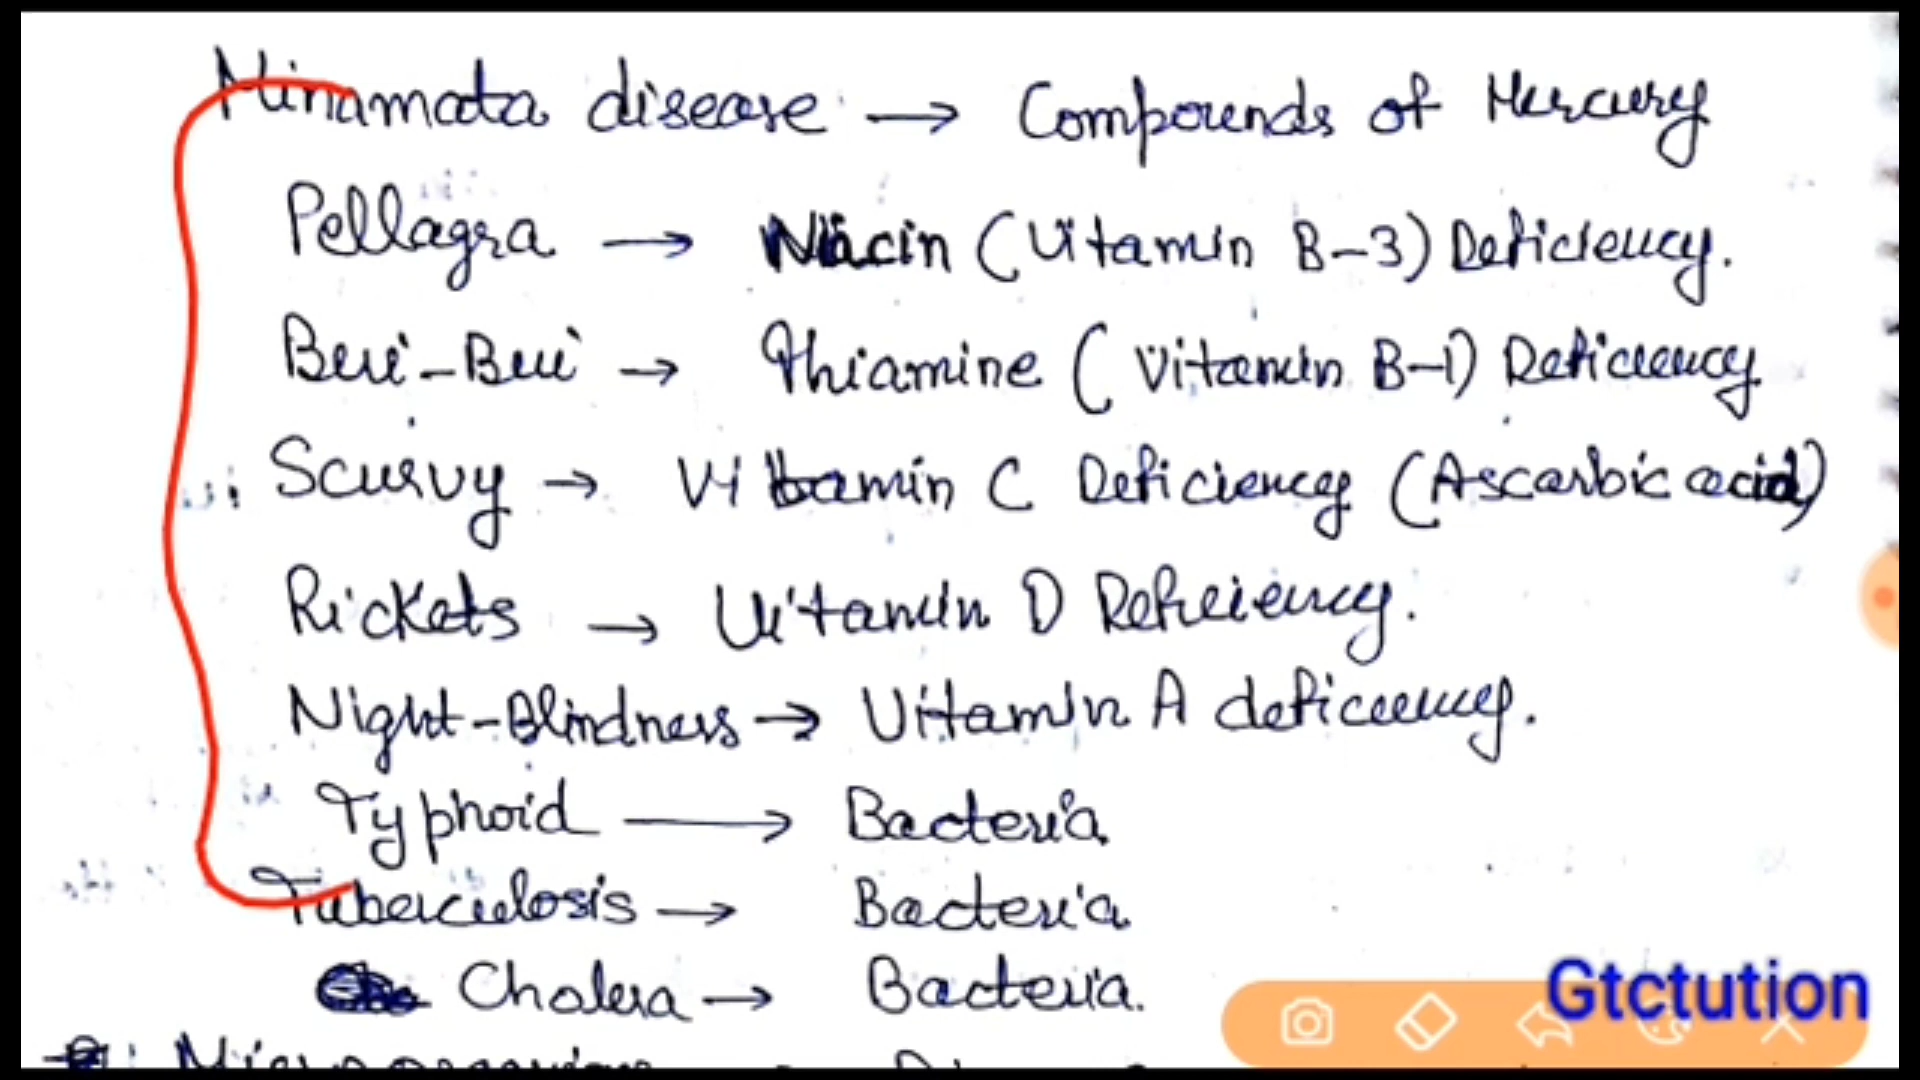 Minamata disease → Compounds of Mercury
Pellagra → Niacin (Vitamin B-3) Deficiency.
Beri-Beri → Thiamine (Vitamin B-1) Deficiency
Scurvy → Vitamin C Deficiency (Ascarbic acid)
Rickets → Vitamin D Deficiency.
Night-Blindness → Vitamin A deficiency.
Typhoid → Bacteria
Tuberculosis → Bacteria
Cholera → Bacteria.
Gtctution